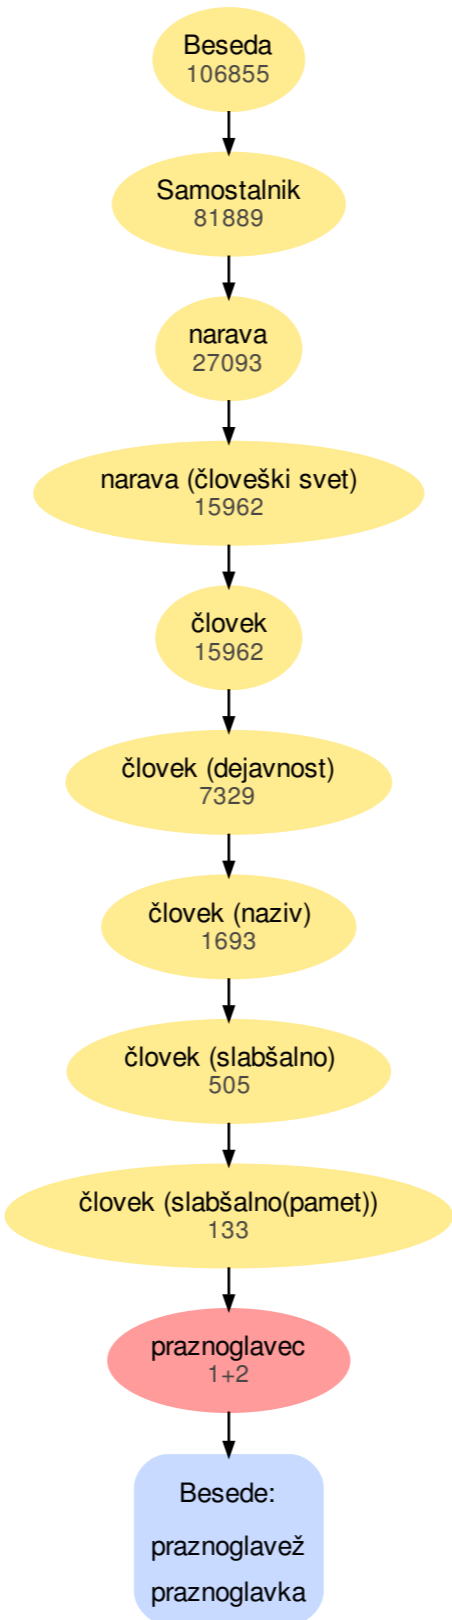 Beseda
106855
Samostalnik
81889
narava
27093
narava (človeški svet)
15962
človek
15962
človek (dejavnost)
7329
človek (naziv)
1693
človek (slabšalno)
505
človek (slabšalno(pamet))
133
praznoglavec
1+2
Besede:
praznoglavež
praznoglavka